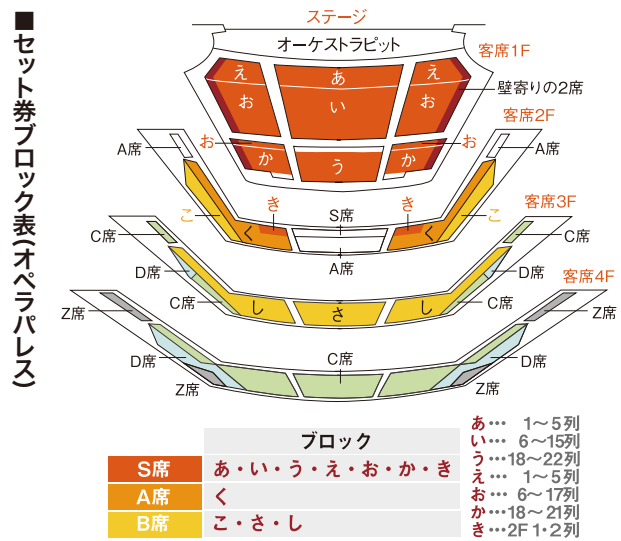 ■セット券ブロック表(オペラパレス)
ステージ
オーケストラピット
客席1F
え
あ
え
壁寄りの2席
お
い
お
客席2F
お
お
A席
か
う
か
A席
こ
き
S席
き
こ
客席3F
く
く
C席
A席
C席
D席
D席
客席4F
C席
し
さ
し
C席
Z席
Z席
D席
C席
D席
Z席
Z席
ブロック
S席 あ・い・う・え・お・か・き
A席 く
B席 こ・さ・し
あ… 1〜5列
い… 6〜15列
う…18〜22列
え… 1〜5列
お… 6〜17列
か…18〜21列
き…2F 1・2列